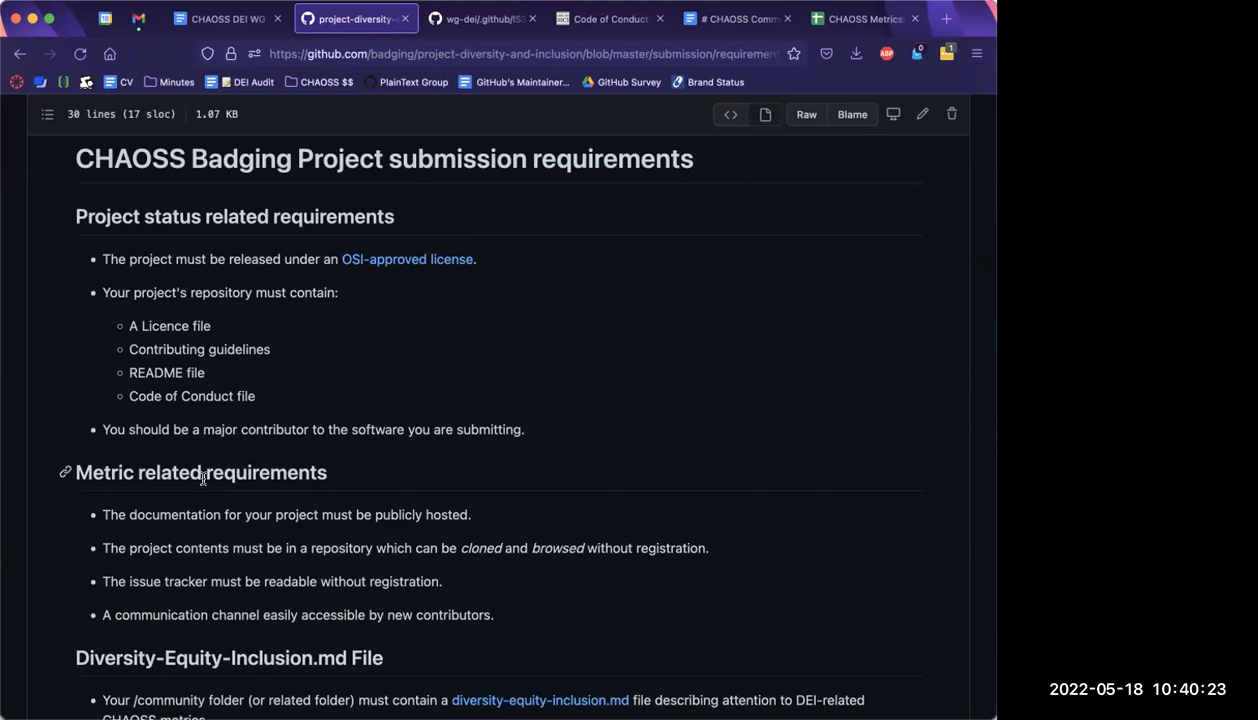 CHAOSS DEI WG
project-diversity-
wg-dei/.github/ISS
Code of Conduct
# CHAOSS Comm
CHAOSS Metrics:
https://github.com/badging/project-diversity-and-inclusion/blob/master/submission/requirement
ABP
0
1
CV
Minutes
DEI Audit
CHAOSS $$
PlainText Group
GitHub's Maintainer...
GitHub Survey
Brand Status
30 lines (17 sloc) 1.07 KB
Raw
Blame
CHAOSS Badging Project submission requirements
Project status related requirements
• The project must be released under an OSI-approved license.
• Your project's repository must contain:
○ A Licence file
○ Contributing guidelines
○ README file
○ Code of Conduct file
• You should be a major contributor to the software you are submitting.
Metric related requirements
• The documentation for your project must be publicly hosted.
• The project contents must be in a repository which can be cloned and browsed without registration.
• The issue tracker must be readable without registration.
• A communication channel easily accessible by new contributors.
Diversity-Equity-Inclusion.md File
• Your /community folder (or related folder) must contain a diversity-equity-inclusion.md file describing attention to DEI-related
CHAOSS metrics
2022-05-18 10:40:23